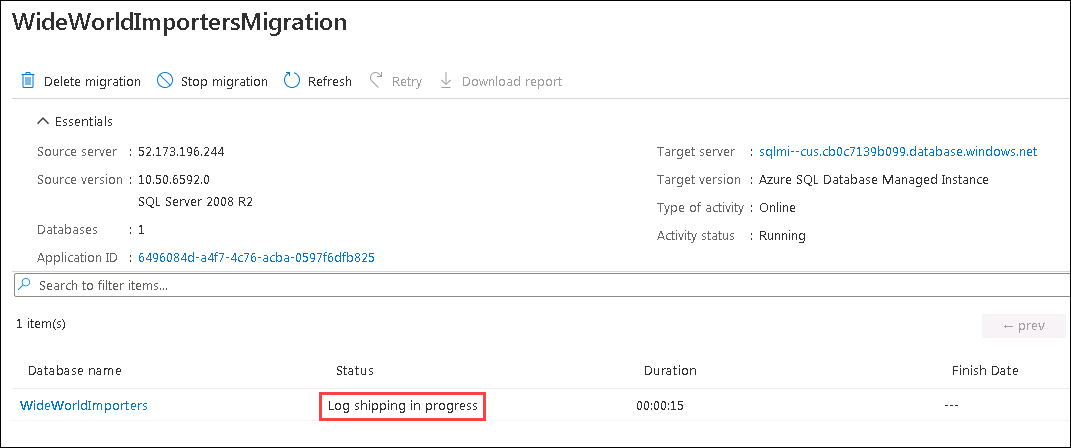 WideWorldImportersMigration
Delete migration Stop migration Refresh Retry Download report
Essentials
Source server : 52.173.196.244 Target server : sqlmi--cus.cb0c7139b099.database.windows.net
Source version : 10.50.6592.0 Target version : Azure SQL Database Managed Instance
SQL Server 2008 R2 Type of activity : Online
Databases : 1 Activity status : Running
Application ID : 6496084d-a4f7-4c76-acba-0597f6dfb825
Search to filter items...
1 item(s) ← prev
Database name Status Duration Finish Date
WideWorldImporters Log shipping in progress 00:00:15 ---